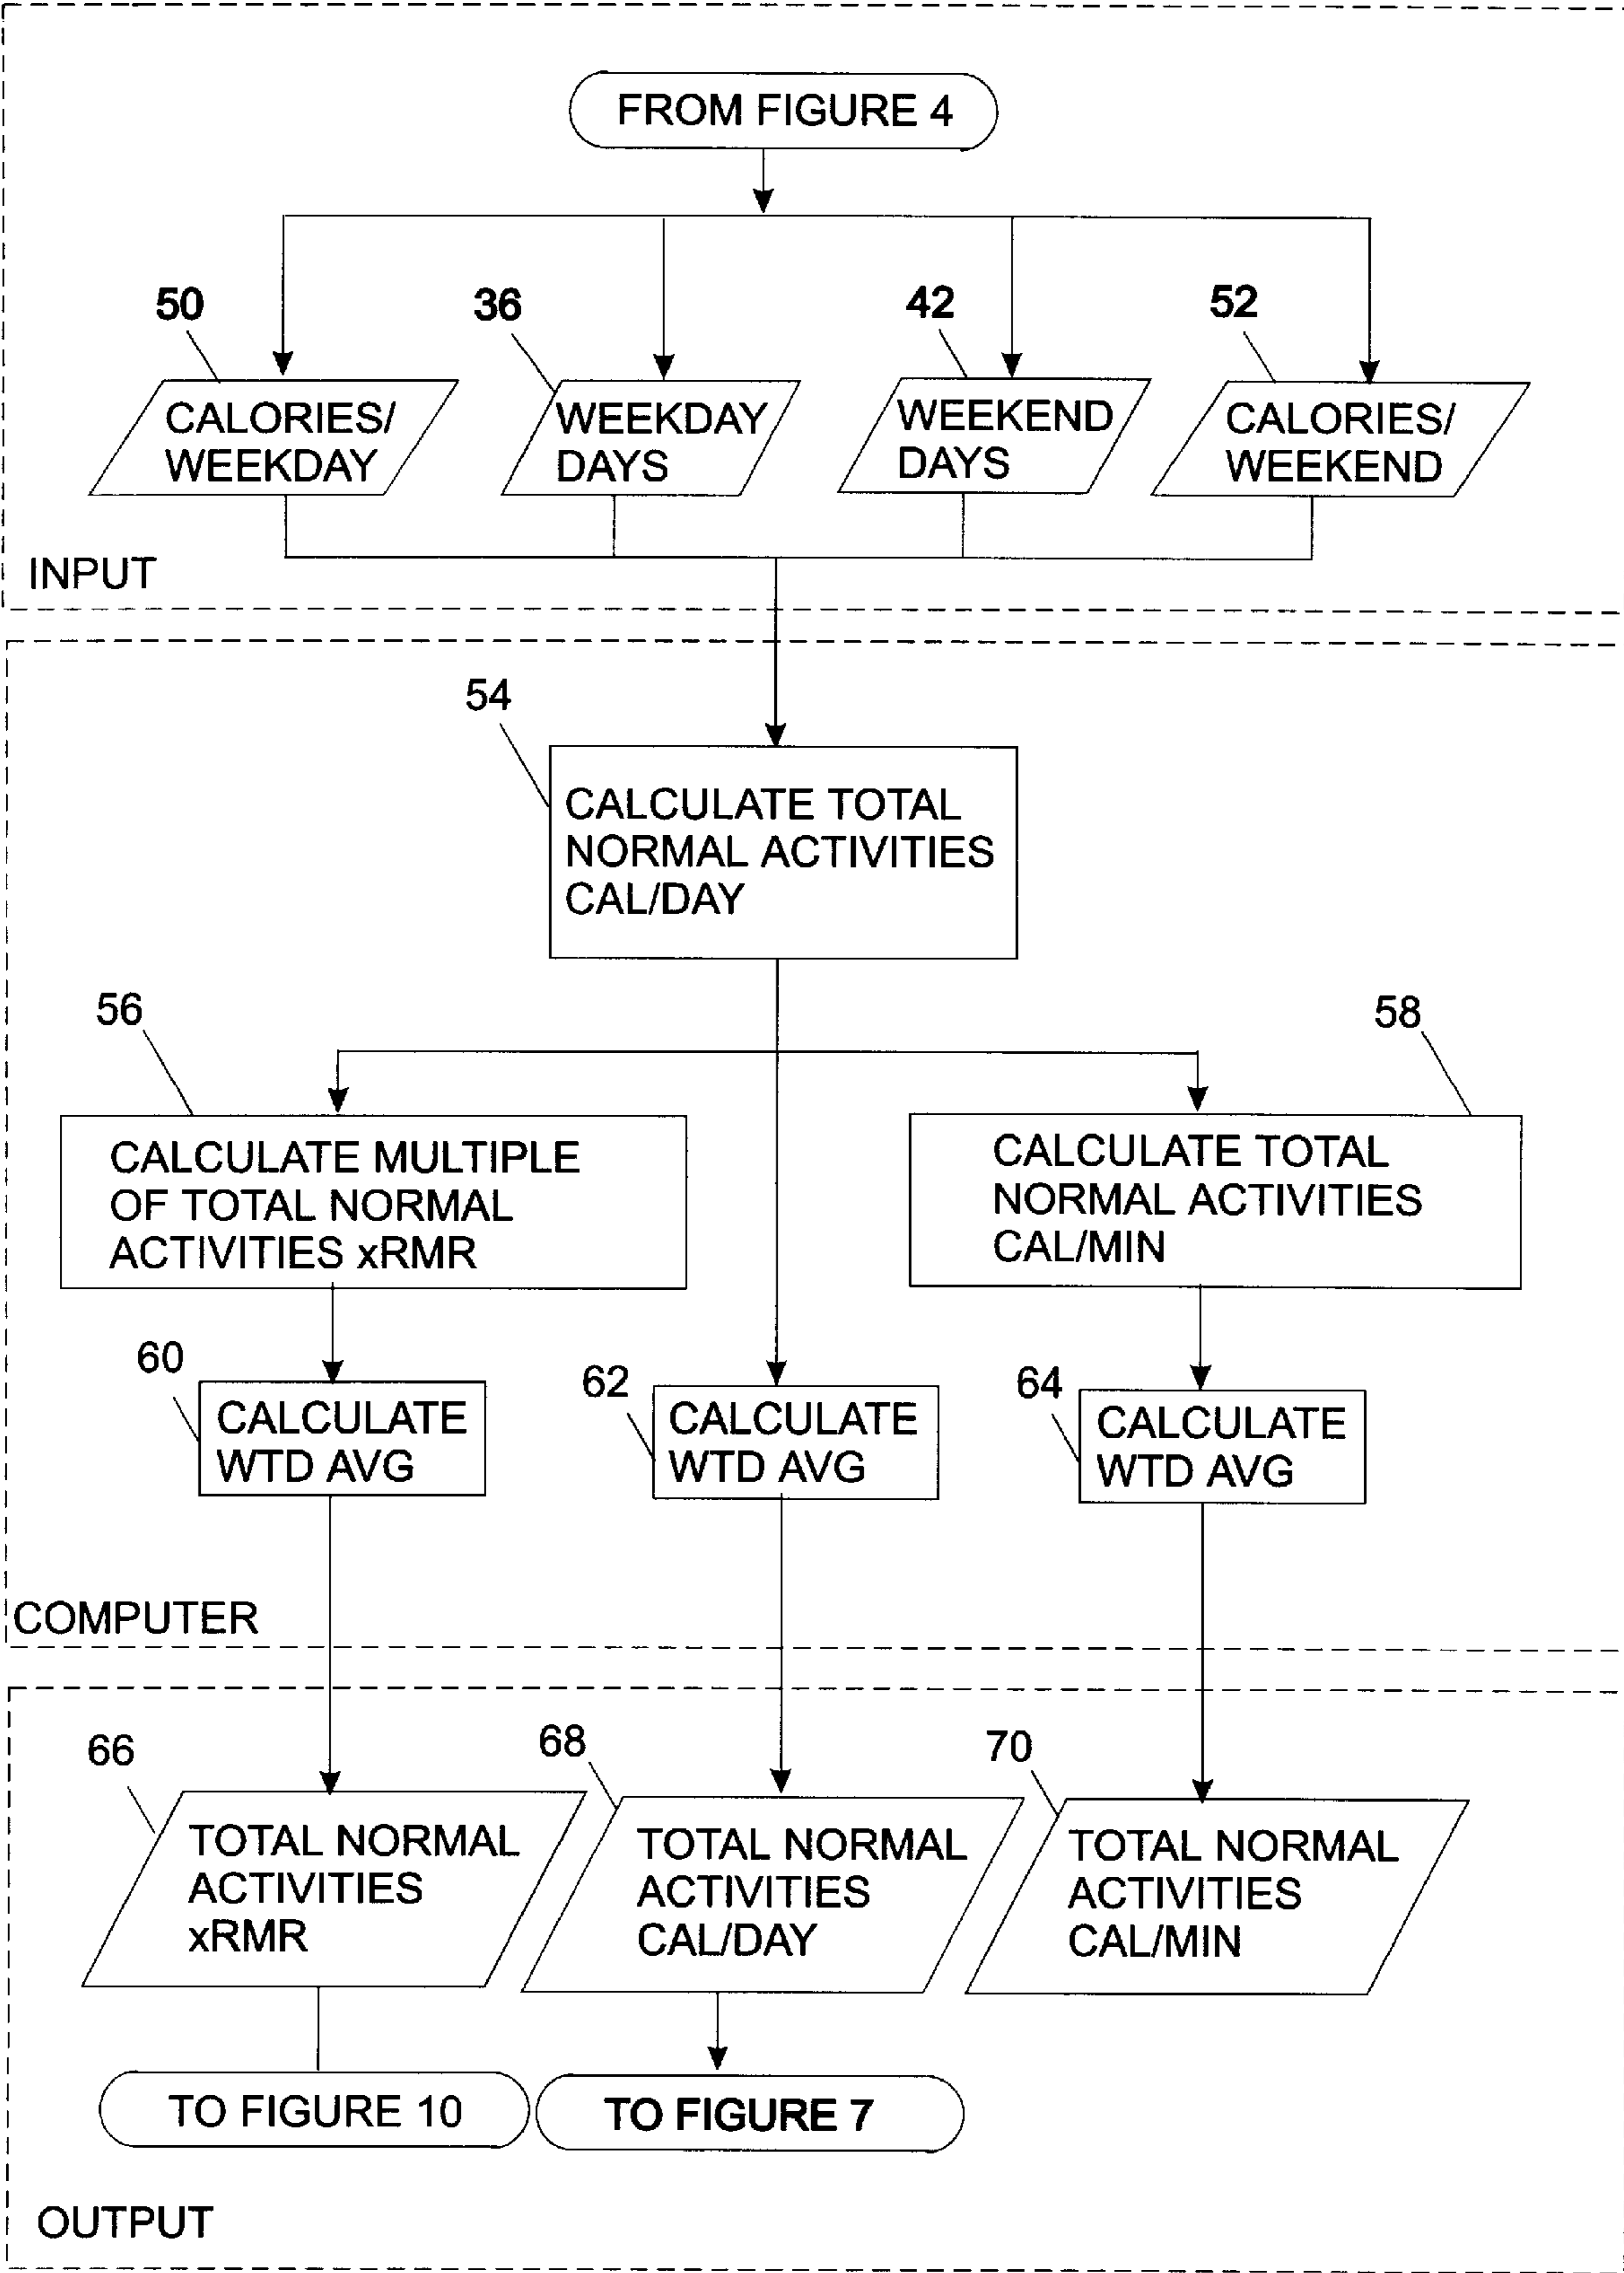 FROM FIGURE 4
50
36
42
52
CALORIES/
WEEKDAY
WEEKDAY
DAYS
WEEKEND
DAYS
CALORIES/
WEEKEND
INPUT
54
CALCULATE TOTAL
NORMAL ACTIVITIES
CAL/DAY
56
58
CALCULATE MULTIPLE
OF TOTAL NORMAL
ACTIVITIES xRMR
CALCULATE TOTAL
NORMAL ACTIVITIES
CAL/MIN
60
62
64
CALCULATE
WTD AVG
CALCULATE
WTD AVG
CALCULATE
WTD AVG
COMPUTER
66
68
70
TOTAL NORMAL
ACTIVITIES
xRMR
TOTAL NORMAL
ACTIVITIES
CAL/DAY
TOTAL NORMAL
ACTIVITIES
CAL/MIN
TO FIGURE 10
TO FIGURE 7
OUTPUT